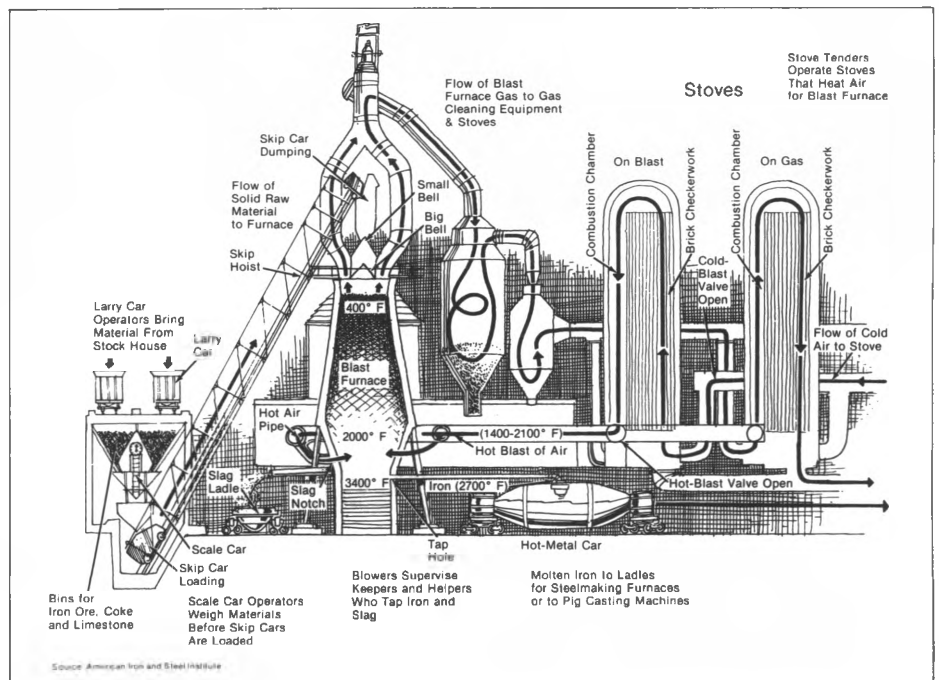 Stove Tenders
Operate Stoves
That Heat Air
for Blast Furnace
Stoves
Flow of Blast
Furnace Gas to Gas
Cleaning Equipment
& Stoves
Skip Car
Dumping
Flow of
Solid Raw
Material
to Furnace
Small
Bell
Big
Bell
Skip
Hoist
Combustion Chamber
On Blast
Brick Checkerwork
Combustion Chamber
On Gas
Brick Checkerwork
Cold-
Blast
Valve
Open
Flow of Cold
Air to Stove
Larry Car
Operators Bring
Material From
Stock House
Larry
Car
400° F
Blast
Furnace
Hot Air
Pipe
2000° F
(1400-2100° F)
Hot Blast of Air
Slag
Ladle
Slag
Notch
3400° F
Iron (2700° F)
Hot-Blast Valve Open
Scale Car
Skip Car
Loading
Tap
Hole
Hot-Metal Car
Bins for
Iron Ore, Coke
and Limestone
Scale Car Operators
Weigh Materials
Before Skip Cars
Are Loaded
Blowers Supervise
Keepers and Helpers
Who Tap Iron and
Slag
Molten Iron to Ladles
for Steelmaking Furnaces
or to Pig Casting Machines
Source: American Iron and Steel Institute